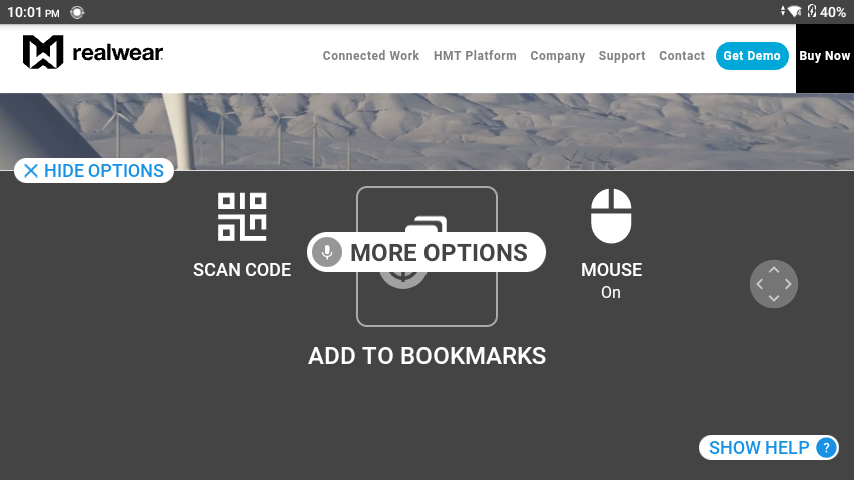 10:01 PM 40%
realwear
Connected Work HMT Platform Company Support Contact Get Demo Buy Now
HIDE OPTIONS
MORE OPTIONS
SCAN CODE
MOUSE
On
ADD TO BOOKMARKS
SHOW HELP ?